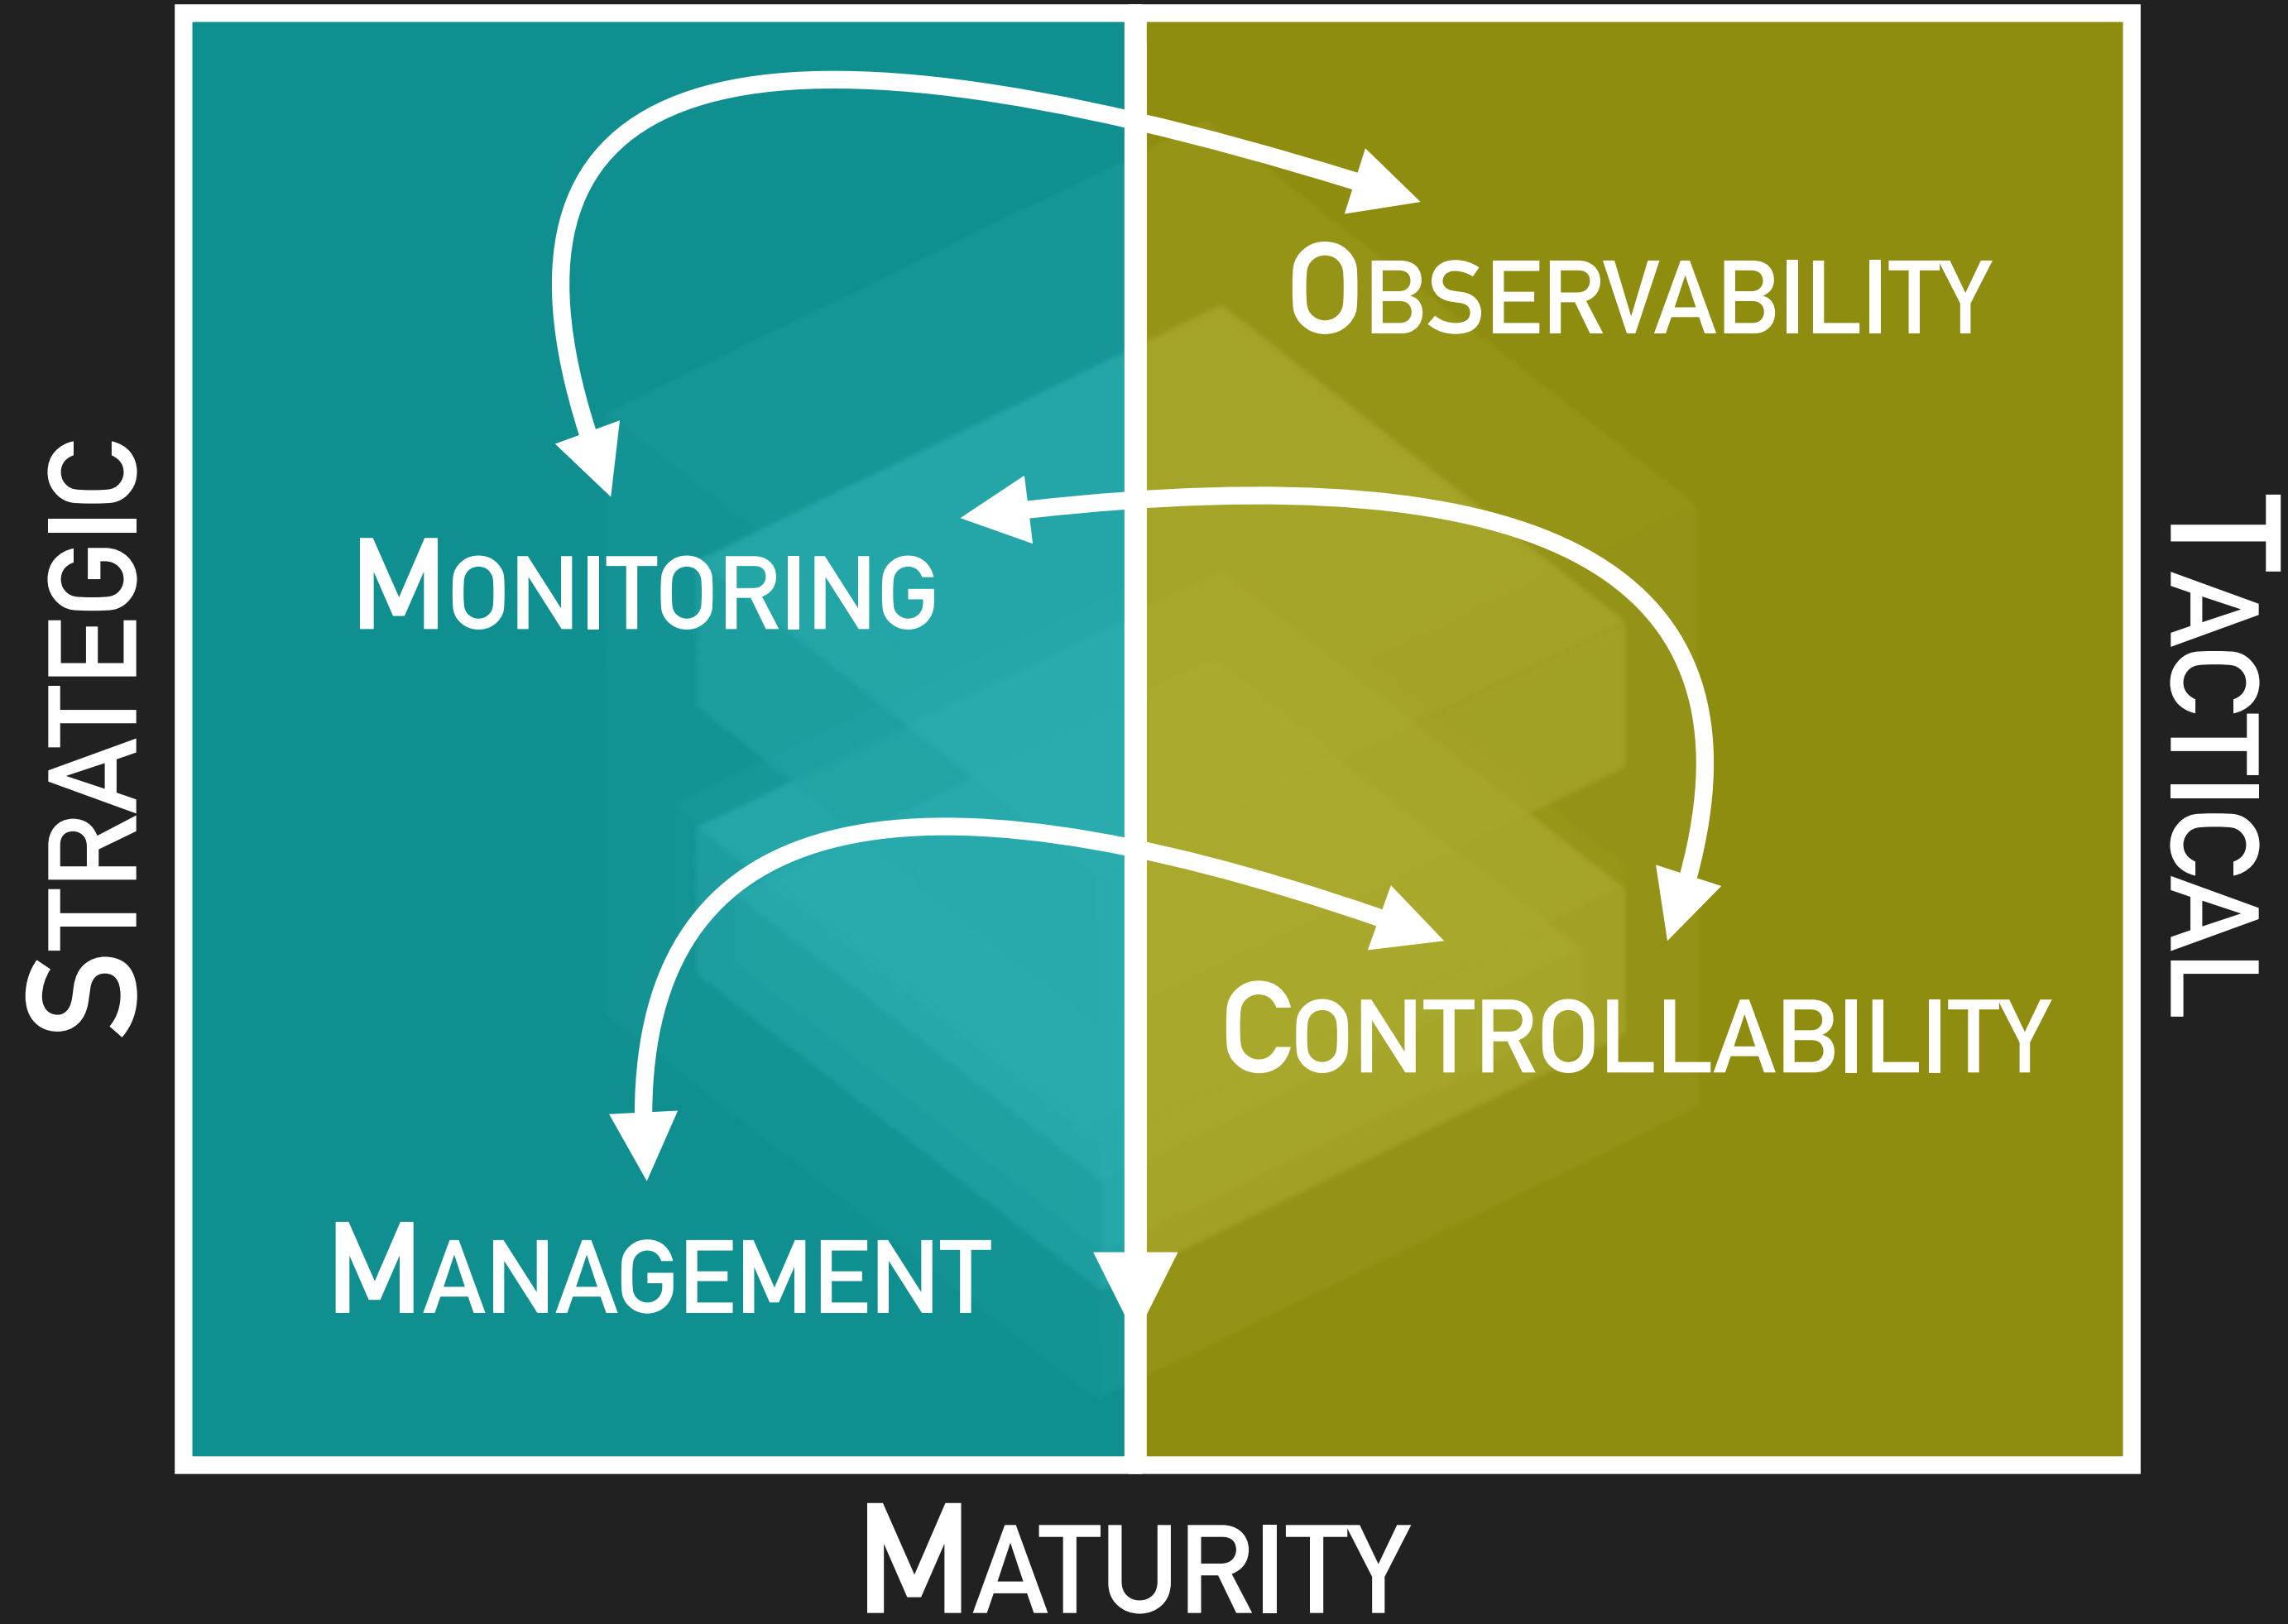 Observability
Monitoring
Controllability
Management
Strategic
Tactical
Maturity